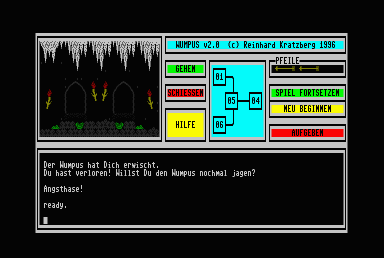 WUMPUS v2.0 (c) Reinhard Kratzberg 1996
GEHEN
SCHIESSEN
HILFE
01
05
04
06
PFEILE
SPIEL FORTSETZEN
NEU BEGINNEN
AUFGEBEN
Der Wumpus hat Dich erwischt.
Du hast verloren! Willst Du den Wumpus nochmal jagen?
Angsthase!
ready.